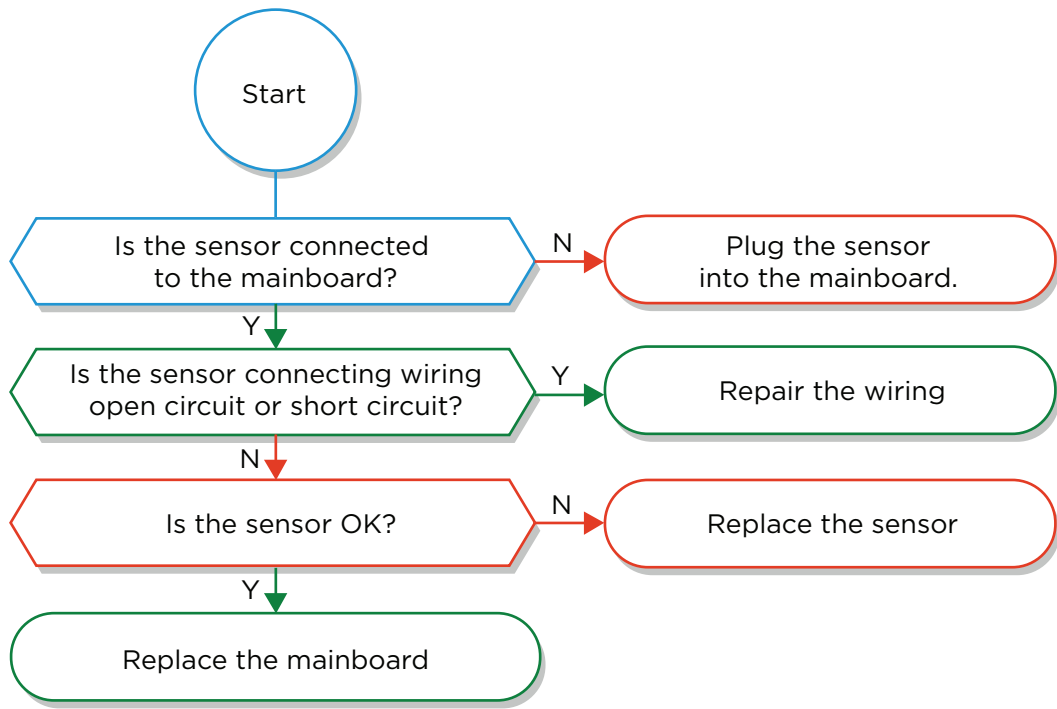 Start
Is the sensor connected
to the mainboard?
N
Plug the sensor
into the mainboard.
Y
Is the sensor connecting wiring
open circuit or short circuit?
Y
Repair the wiring
N
Is the sensor OK?
N
Replace the sensor
Y
Replace the mainboard